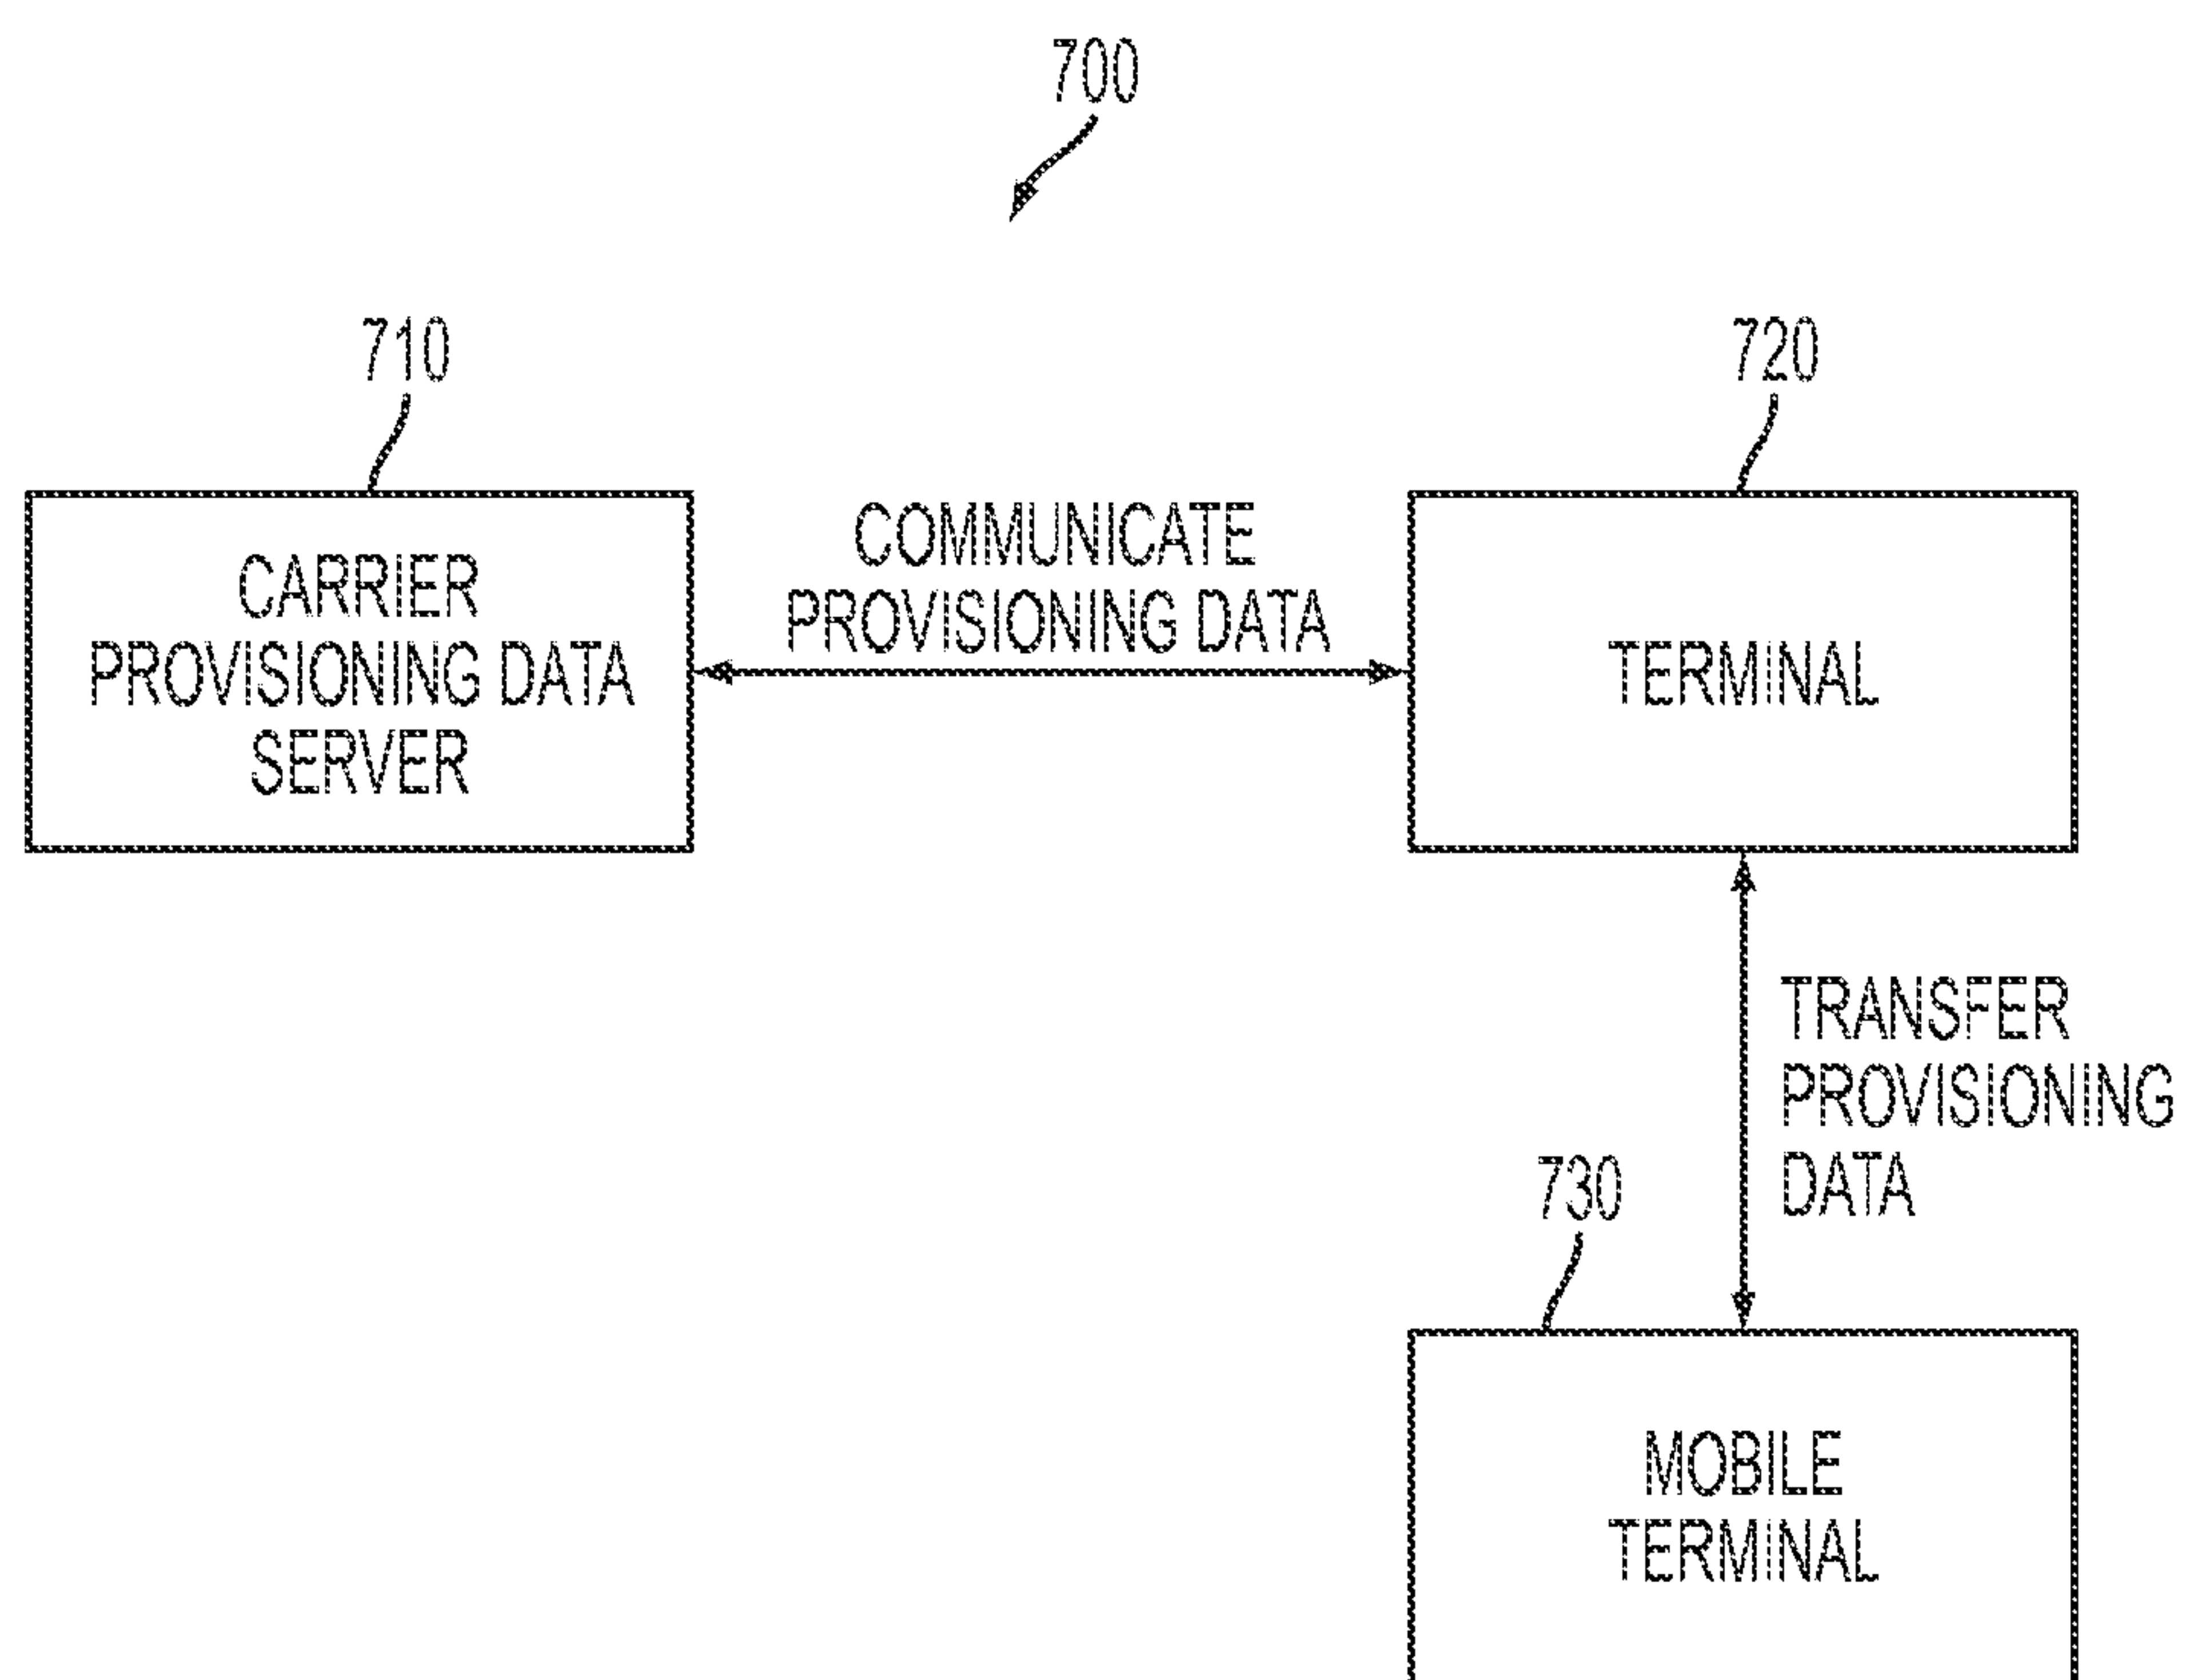 700
710
720
CARRIER
PROVISIONING DATA
SERVER
COMMUNICATE
PROVISIONING DATA
TERMINAL
TRANSFER
PROVISIONING
DATA
730
MOBILE
TERMINAL